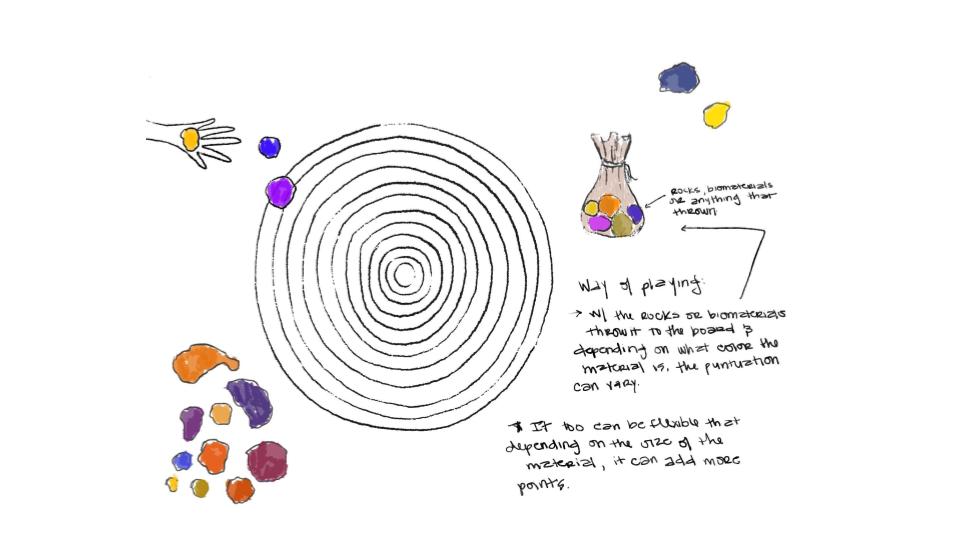 Rocks, biomaterials
or anything that
thrown
Way of playing:
→ w/ the rocks or biomaterials
throw it to the board &
depending on what color the
material is, the puntuation
can vary.
* It too can be flexible that
depending on the size of the
material, it can add more
points.